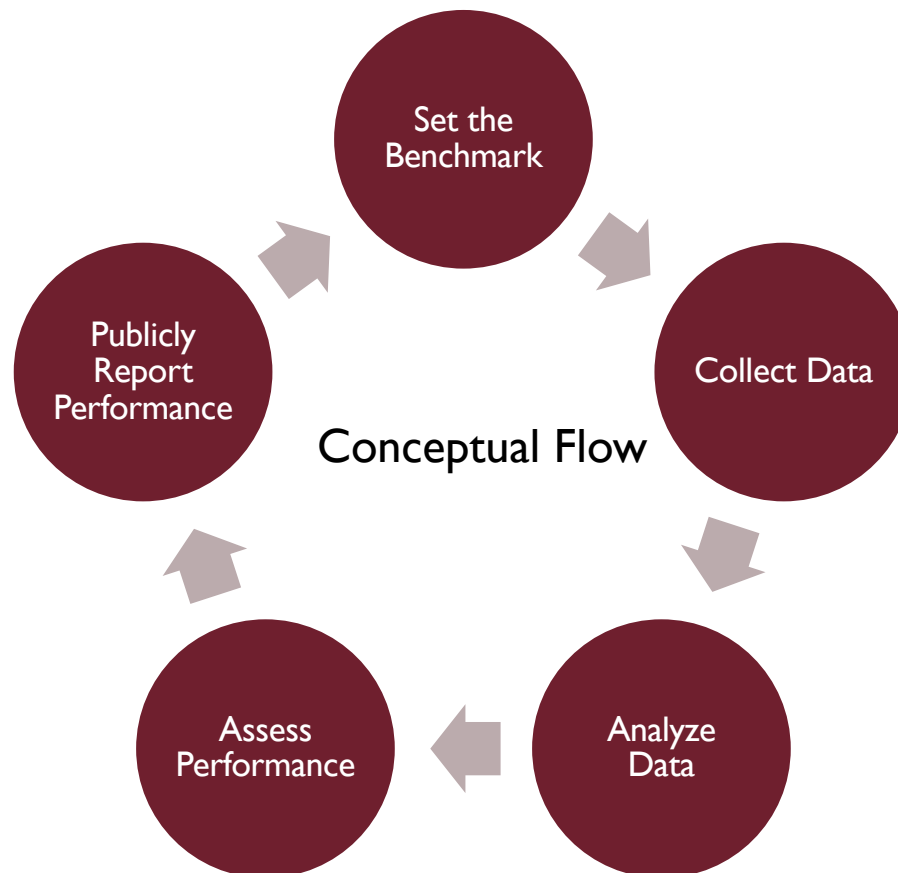 Set the
Benchmark
Collect Data
Analyze
Data
Assess
Performance
Publicly
Report
Performance
Conceptual Flow